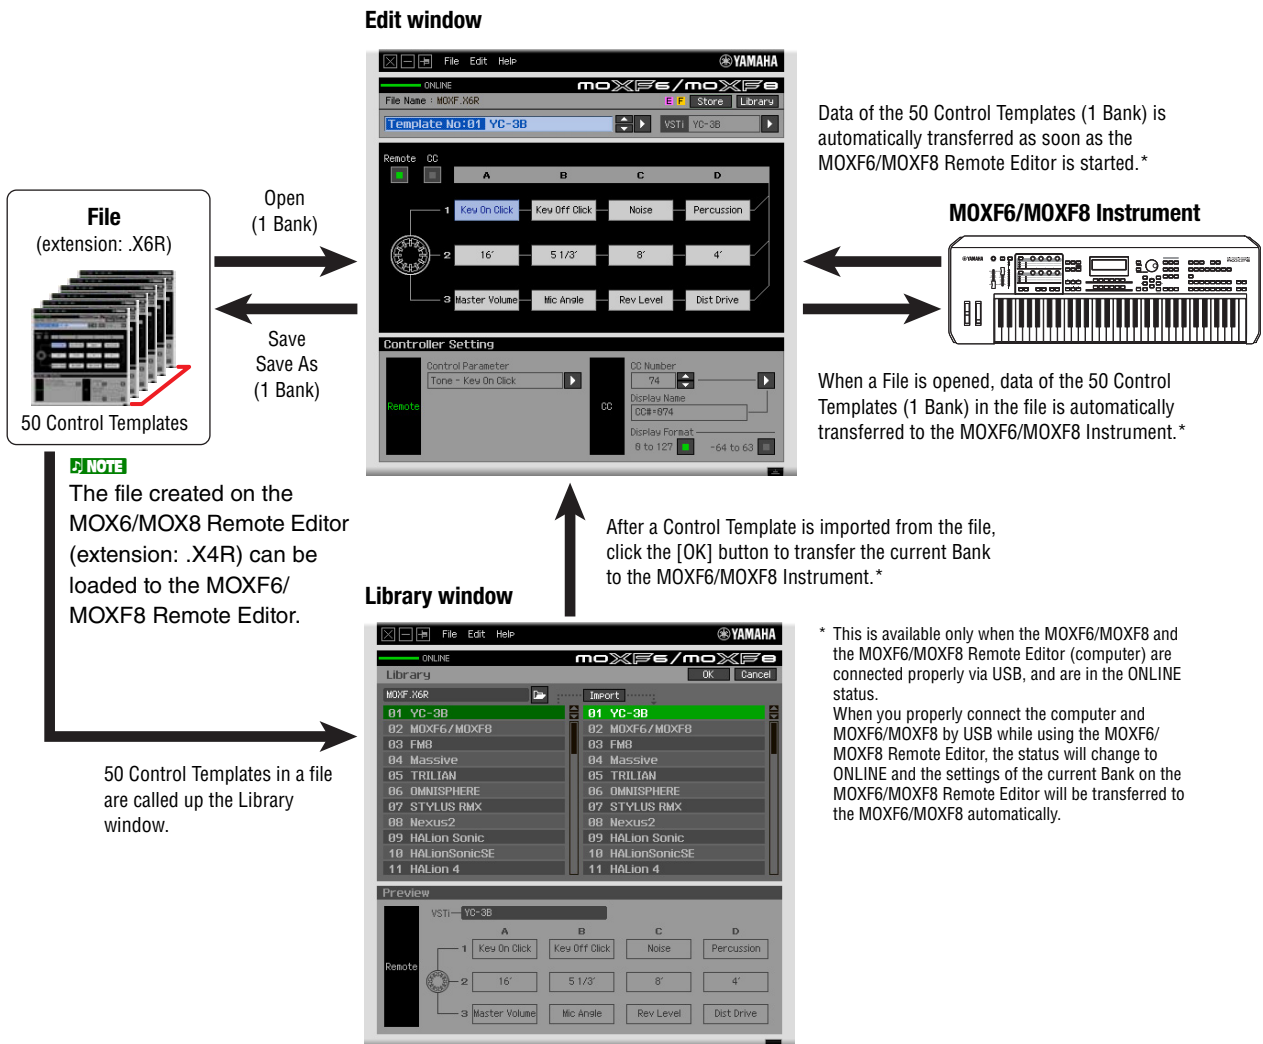 Edit window
File Edit Help
YAMAHA
ONLINE
MOXF6/MOXF8
File Name : MOXF.X6R
E F Store Library
Template No:01 YC-3B
VSTi YC-3B
Remote CC
A B C D
1 Key On Click Key Off Click Noise Percussion
2 16´ 5 1/3´ 8´ 4´
3 Master Volume Mic Angle Rev Level Dist Drive
Controller Setting
Control Parameter
Remote
Tone - Key On Click
CC
CC Number
74
Display Name
CC#=074
Display Format
0 to 127 -64 to 63
File
(extension: .X6R)
50 Control Templates
Open
(1 Bank)
Save
Save As
(1 Bank)
Data of the 50 Control Templates (1 Bank) is
automatically transferred as soon as the
MOXF6/MOXF8 Remote Editor is started.*
MOXF6/MOXF8 Instrument
YAMAHA
When a File is opened, data of the 50 Control
Templates (1 Bank) in the file is automatically
transferred to the MOXF6/MOXF8 Instrument.*
NOTE
The file created on the
MOX6/MOX8 Remote Editor
(extension: .X4R) can be
loaded to the MOXF6/
MOXF8 Remote Editor.
After a Control Template is imported from the file,
click the [OK] button to transfer the current Bank
to the MOXF6/MOXF8 Instrument.*
Library window
File Edit Help
YAMAHA
ONLINE
MOXF6/MOXF8
Library
OK Cancel
MOXF.X6R
Import
01 YC-3B
02 MOXF6/MOXF8
03 FM8
04 Massive
05 TRILIAN
06 OMNISPHERE
07 STYLUS RMX
08 Nexus2
09 HALion Sonic
10 HALionSonicSE
11 HALion 4
01 YC-3B
02 MOXF6/MOXF8
03 FM8
04 Massive
05 TRILIAN
06 OMNISPHERE
07 STYLUS RMX
08 Nexus2
09 HALion Sonic
10 HALionSonicSE
11 HALion 4
Preview
VSTi YC-3B
Remote
A B C D
1 Key On Click Key Off Click Noise Percussion
2 16´ 5 1/3´ 8´ 4´
3 Master Volume Mic Angle Rev Level Dist Drive
50 Control Templates in a file
are called up the Library
window.
* This is available only when the MOXF6/MOXF8 and
the MOXF6/MOXF8 Remote Editor (computer) are
connected properly via USB, and are in the ONLINE
status.
When you properly connect the computer and
MOXF6/MOXF8 by USB while using the MOXF6/
MOXF8 Remote Editor, the status will change to
ONLINE and the settings of the current Bank on the
MOXF6/MOXF8 Remote Editor will be transferred to
the MOXF6/MOXF8 automatically.